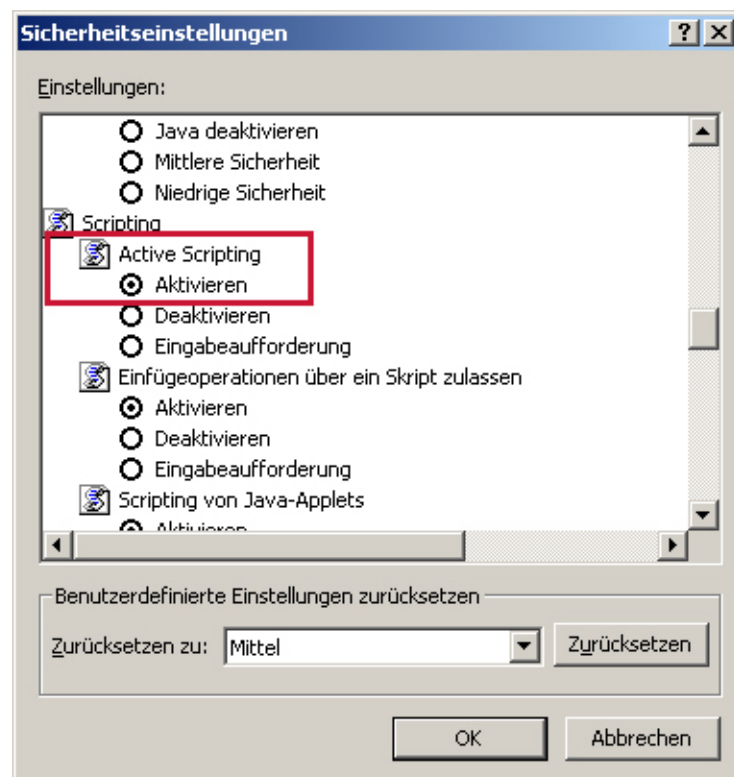 Sicherheitseinstellungen
Einstellungen:
Java deaktivieren
Mittlere Sicherheit
Niedrige Sicherheit
Scripting
Active Scripting
Aktivieren
Deaktivieren
Eingabeaufforderung
Einfügeoperationen über ein Skript zulassen
Aktivieren
Deaktivieren
Eingabeaufforderung
Scripting von Java-Applets
Aktivieren
Benutzerdefinierte Einstellungen zurücksetzen
Zurücksetzen zu: Mittel Zurücksetzen
OK Abbrechen